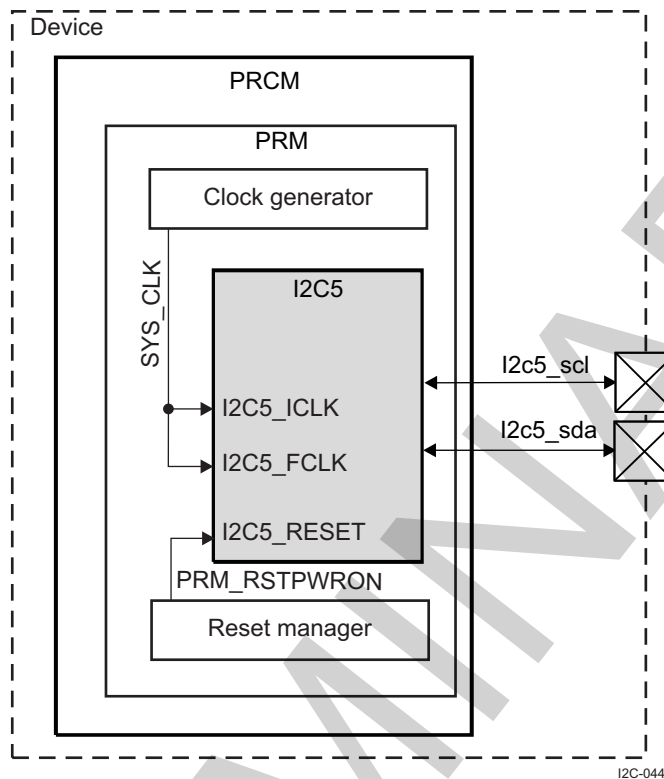 Device
PRCM
PRM
Clock generator
SYS_CLK
I2C5
I2c5_scl
I2C5_ICLK
I2c5_sda
I2C5_FCLK
I2C5_RESET
PRM_RSTPWRON
Reset manager
I2C-044